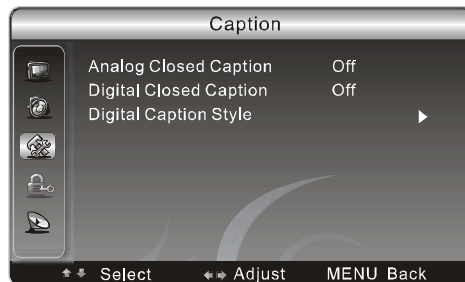 Caption
Analog Closed Caption Off
Digital Closed Caption Off
Digital Caption Style
Select Adjust MENU Back